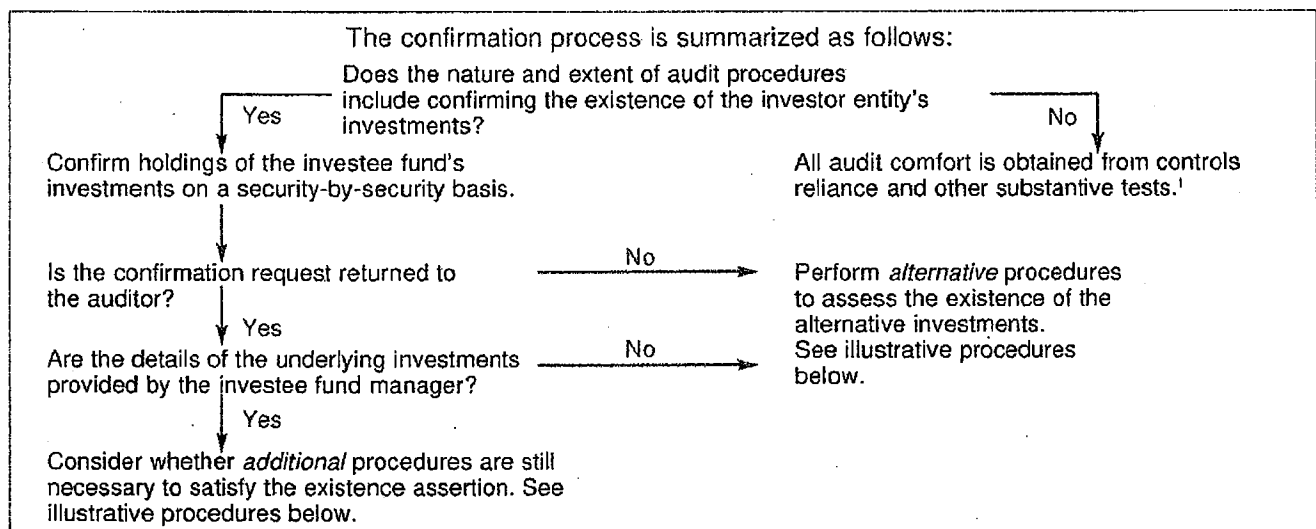 The confirmation process is summarized as follows:
Does the nature and extent of audit procedures
include confirming the existence of the investor entity's
investments?
Yes
No
Confirm holdings of the investee fund's
investments on a security-by-security basis.
All audit comfort is obtained from controls
reliance and other substantive tests.¹
Is the confirmation request returned to
the auditor?
No
Perform alternative procedures
to assess the existence of the
alternative investments.
See illustrative procedures
below.
Yes
Are the details of the underlying investments
provided by the investee fund manager?
No
Yes
Consider whether additional procedures are still
necessary to satisfy the existence assertion. See
illustrative procedures below.